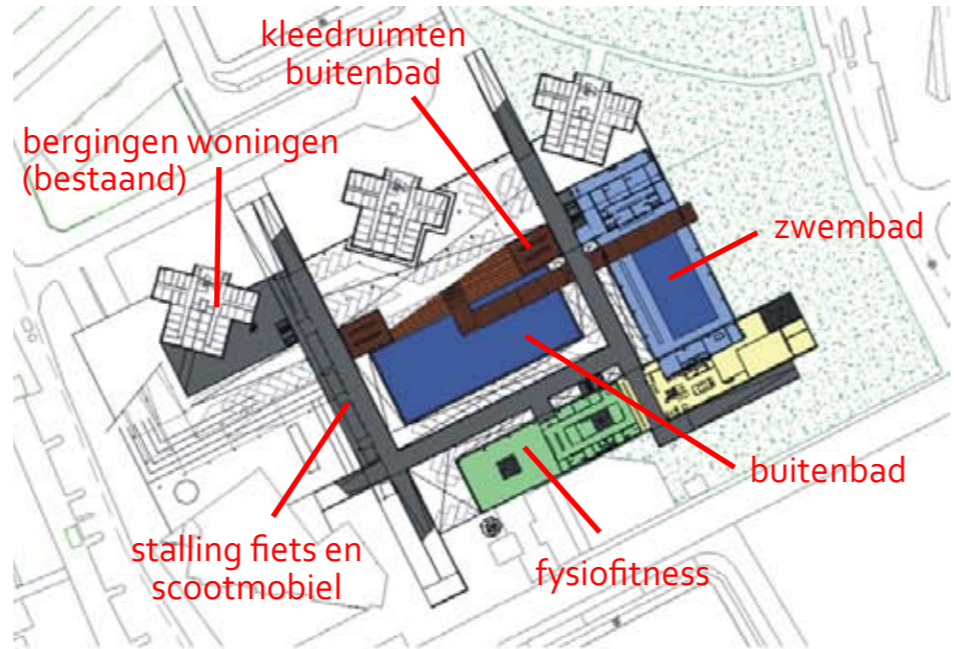 kleedruimten
buitenbad
bergingen woningen
(bestaand)
zwembad
buitenbad
stalling fiets en
scootmobiel
fysiofitness